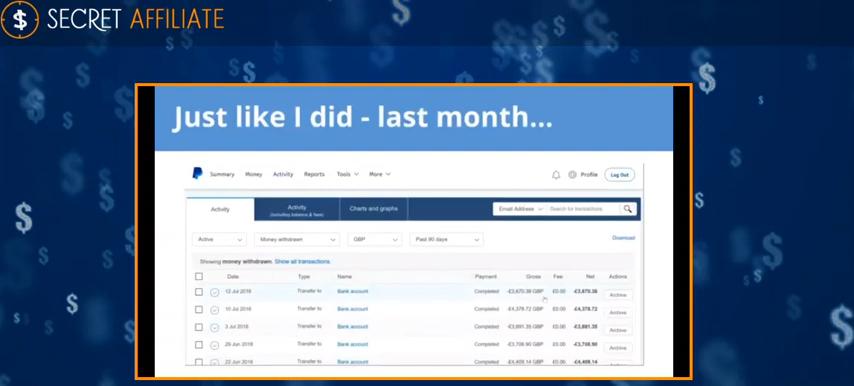 SECRET AFFILIATE
Just like I did - last month...
Summary Money Activity Reports Tools More Profile Log Out
Activity Activity Charts and graphs Email Address Search for transactions
(Including balance & fees)
Active Money withdrawn GBP Past 90 days Download
Showing money withdrawn. Show all transactions.
Date Type Name Payment Gross Fee Net Actions
12 Jul 2018 Transfer to Bank account Completed -£3,670.38 GBP £0.00 -£3,670.38 Archive
10 Jul 2018 Transfer to Bank account Completed -£4,378.72 GBP £0.00 -£4,378.72 Archive
3 Jul 2018 Transfer to Bank account Completed -£3,891.35 GBP £0.00 -£3,891.35 Archive
29 Jun 2018 Transfer to Bank account Completed -£3,708.90 GBP £0.00 -£3,708.90 Archive
22 Jun 2018 Transfer to Bank account Completed -£4,409.14 GBP £0.00 -£4,409.14 Archive